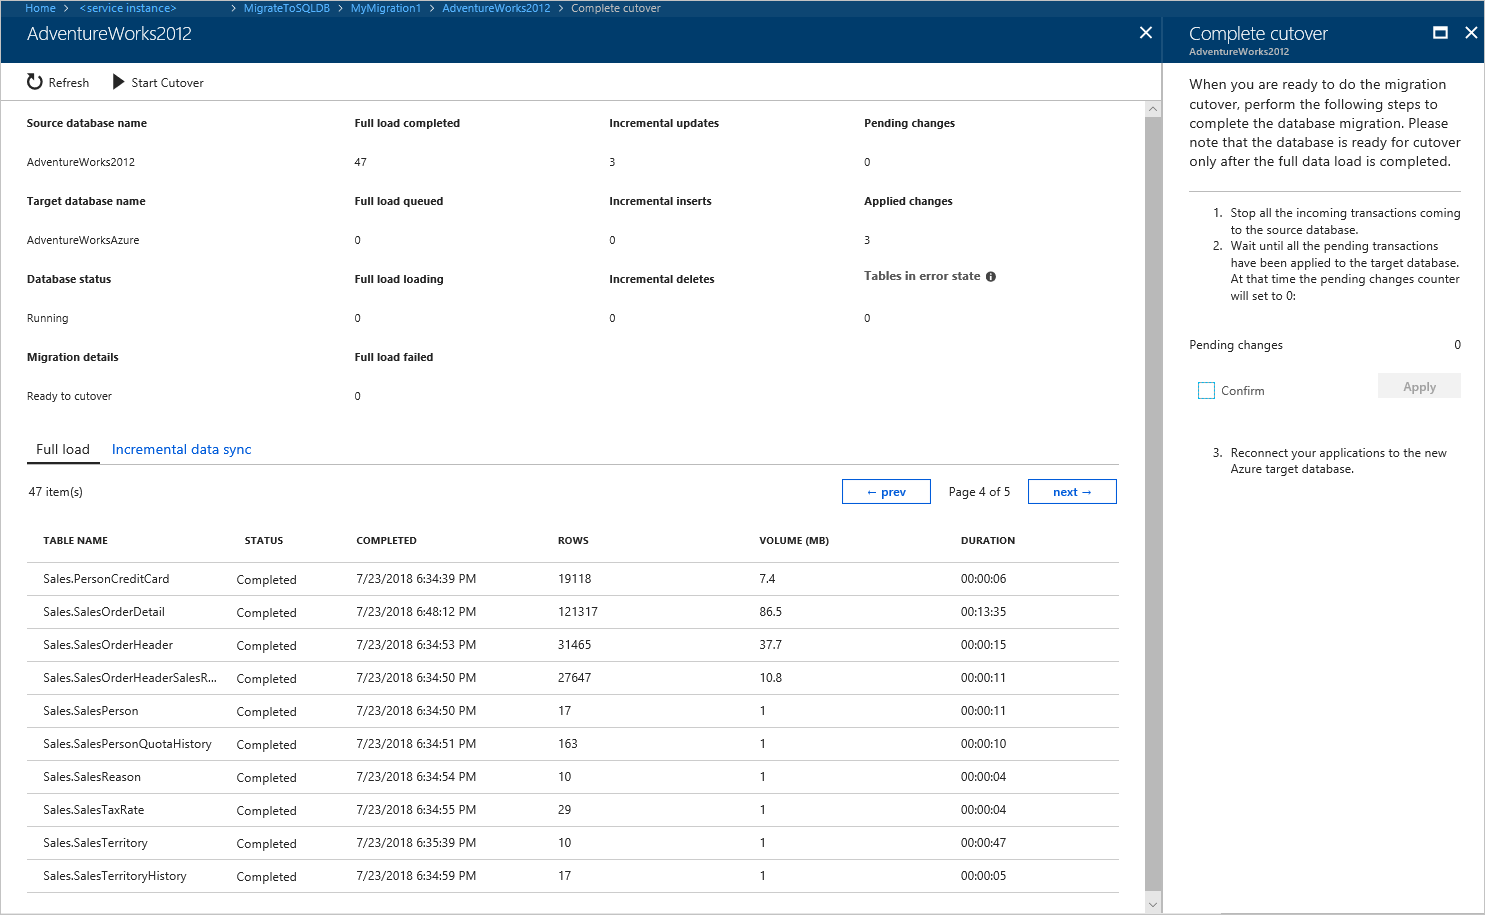 Home > <service instance> > MigrateToSQLDB > MyMigration1 > AdventureWorks2012 > Complete cutover
AdventureWorks2012
Refresh Start Cutover
Source database name Full load completed Incremental updates Pending changes
AdventureWorks2012 47 3 0
Target database name Full load queued Incremental inserts Applied changes
AdventureWorksAzure 0 0 3
Database status Full load loading Incremental deletes Tables in error state
Running 0 0 0
Migration details Full load failed
Ready to cutover 0
Full load Incremental data sync
47 item(s) ← prev Page 4 of 5 next →
TABLE NAME STATUS COMPLETED ROWS VOLUME (MB) DURATION
Sales.PersonCreditCard Completed 7/23/2018 6:34:39 PM 19118 7.4 00:00:06
Sales.SalesOrderDetail Completed 7/23/2018 6:48:12 PM 121317 86.5 00:13:35
Sales.SalesOrderHeader Completed 7/23/2018 6:34:53 PM 31465 37.7 00:00:15
Sales.SalesOrderHeaderSalesR... Completed 7/23/2018 6:34:50 PM 27647 10.8 00:00:11
Sales.SalesPerson Completed 7/23/2018 6:34:50 PM 17 1 00:00:11
Sales.SalesPersonQuotaHistory Completed 7/23/2018 6:34:51 PM 163 1 00:00:10
Sales.SalesReason Completed 7/23/2018 6:34:54 PM 10 1 00:00:04
Sales.SalesTaxRate Completed 7/23/2018 6:34:55 PM 29 1 00:00:04
Sales.SalesTerritory Completed 7/23/2018 6:35:39 PM 10 1 00:00:47
Sales.SalesTerritoryHistory Completed 7/23/2018 6:34:59 PM 17 1 00:00:05
Complete cutover
AdventureWorks2012
When you are ready to do the migration
cutover, perform the following steps to
complete the database migration. Please
note that the database is ready for cutover
only after the full data load is completed.
1. Stop all the incoming transactions coming
to the source database.
2. Wait until all the pending transactions
have been applied to the target database.
At that time the pending changes counter
will set to 0:
Pending changes 0
Confirm Apply
3. Reconnect your applications to the new
Azure target database.